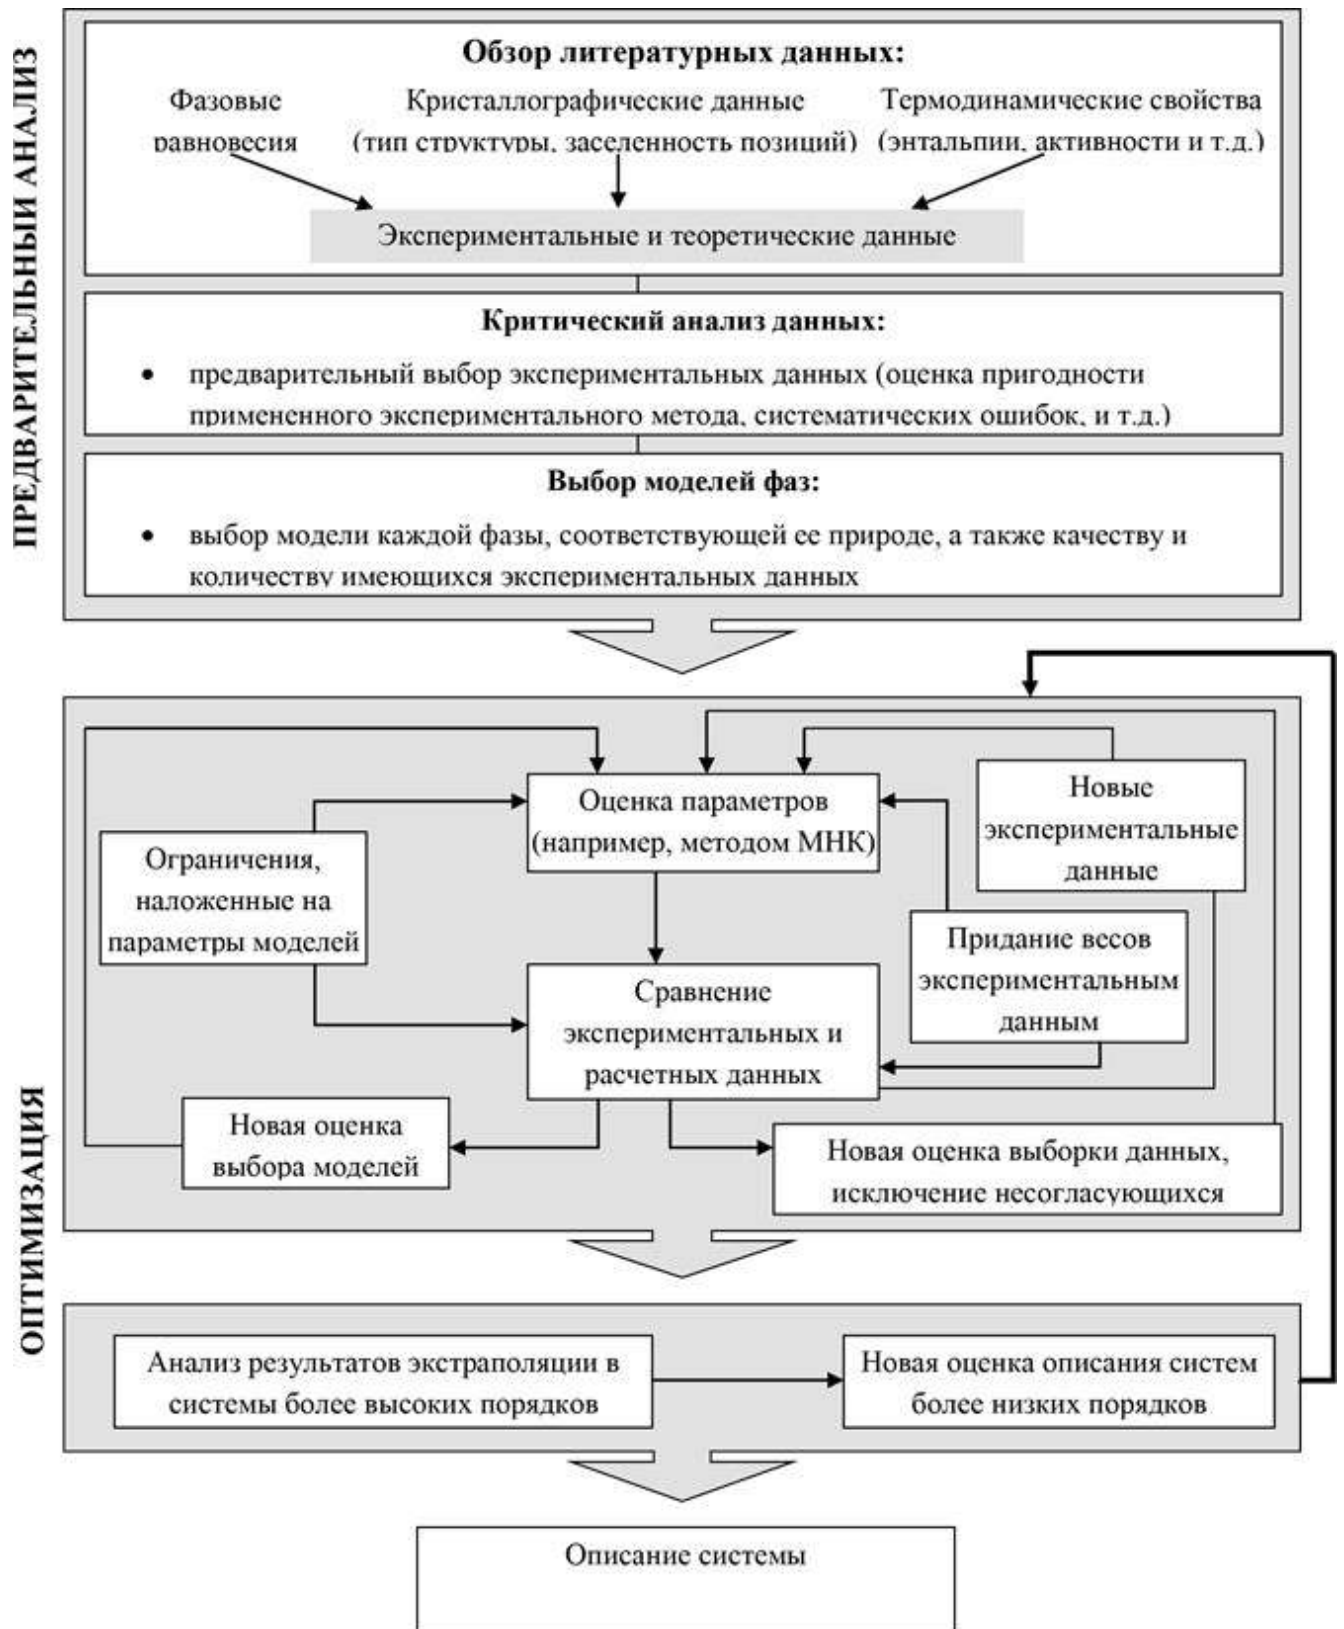 ПРЕДВАРИТЕЛЬНЫЙ АНАЛИЗ
Обзор литературных данных:
Фазовые
равновесия
Кристаллографические данные
(тип структуры, заселенность позиций)
Термодинамические свойства
(энтальпии, активности и т.д.)
Экспериментальные и теоретические данные
Критический анализ данных:
• предварительный выбор экспериментальных данных (оценка пригодности
примененного экспериментального метода, систематических ошибок, и т.д.)
Выбор моделей фаз:
• выбор модели каждой фазы, соответствующей ее природе, а также качеству и
количеству имеющихся экспериментальных данных
ОПТИМИЗАЦИЯ
Оценка параметров
(например, методом МНК)
Новые
экспериментальные
данные
Ограничения,
наложенные на
параметры моделей
Придание весов
экспериментальным
данным
Сравнение
экспериментальных и
расчетных данных
Новая оценка
выбора моделей
Новая оценка выборки данных,
исключение несогласующихся
Анализ результатов экстраполяции в
системы более высоких порядков
Новая оценка описания систем
более низких порядков
Описание системы